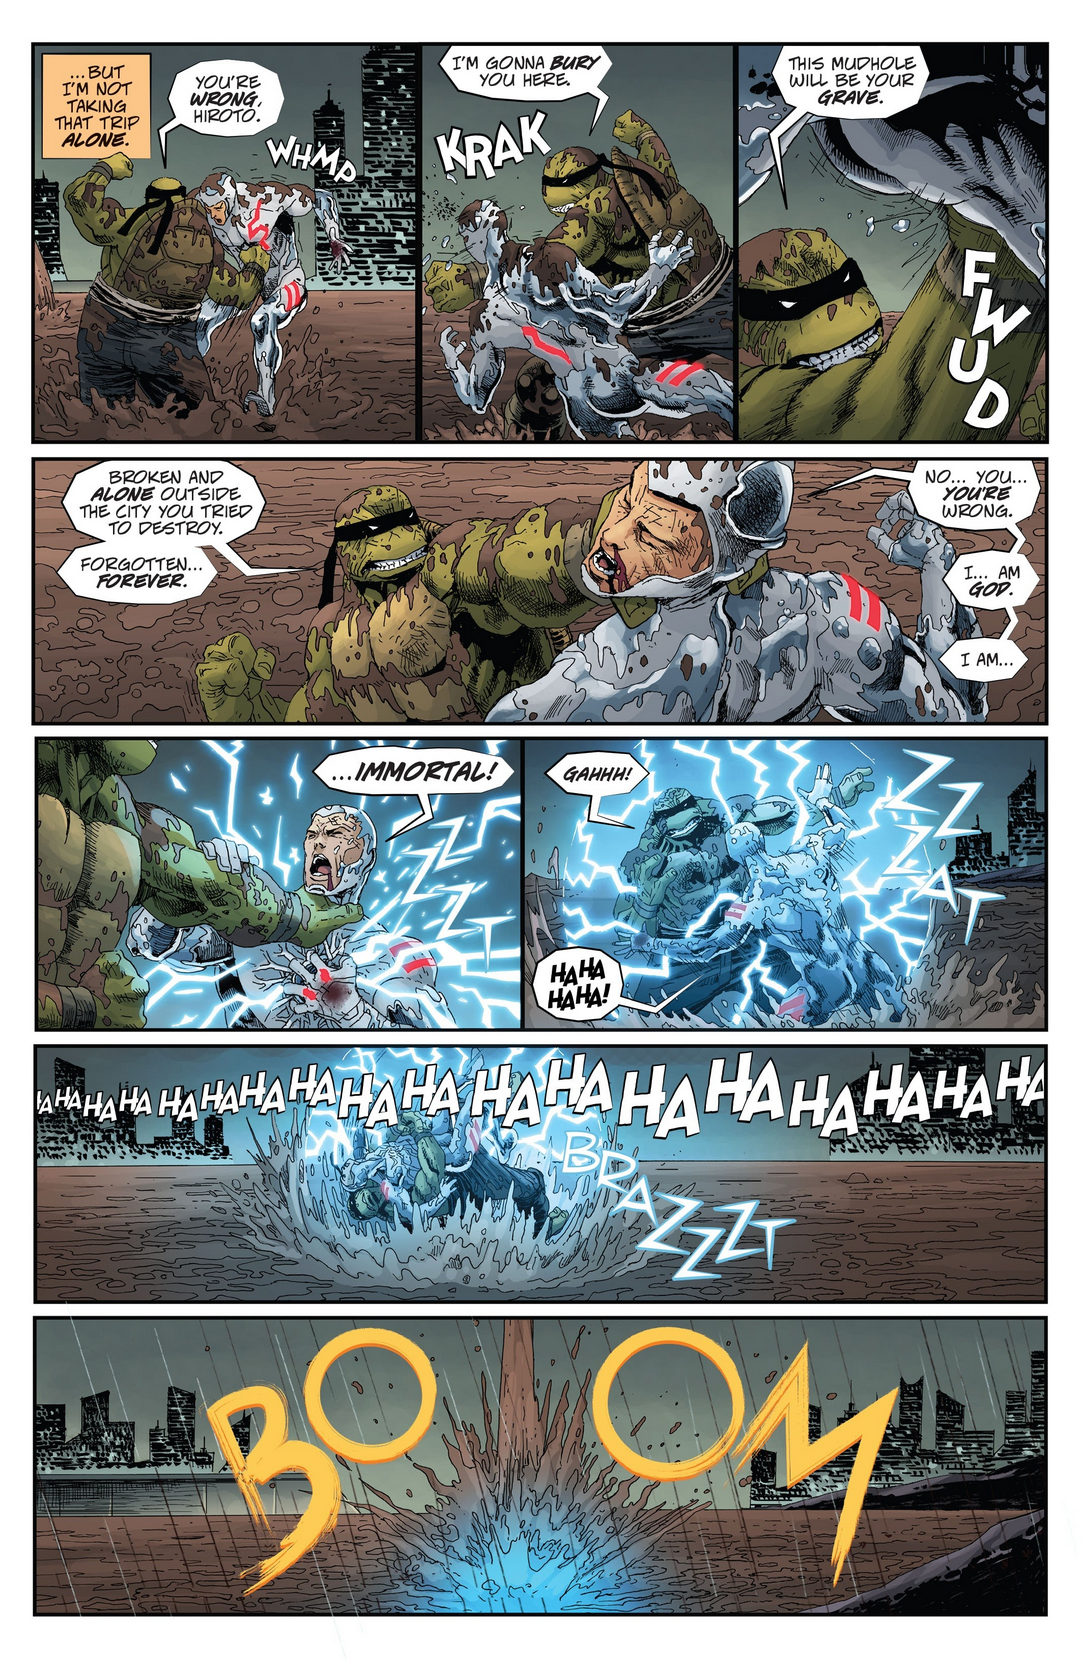 ...BUT
I'M NOT
TAKING
THAT TRIP
ALONE.
YOU'RE
WRONG,
HIROTO.
WHMP
I'M GONNA BURY
YOU HERE.
KRAK
THIS MUDHOLE
WILL BE YOUR
GRAVE.
FWUD
BROKEN AND
ALONE OUTSIDE
THE CITY YOU TRIED
TO DESTROY.
FORGOTTEN...
FOREVER.
NO... YOU...
YOU'RE
WRONG.
I... AM
GOD.
I AM...
...IMMORTAL!
ZZZZT
GAHHH!
ZZZAT
HA HA
HA HA!
HA HA HA HA HA HA HA HA HA HA HA HA HA HA HA HA HA HA
BRAZZZT
BOOM